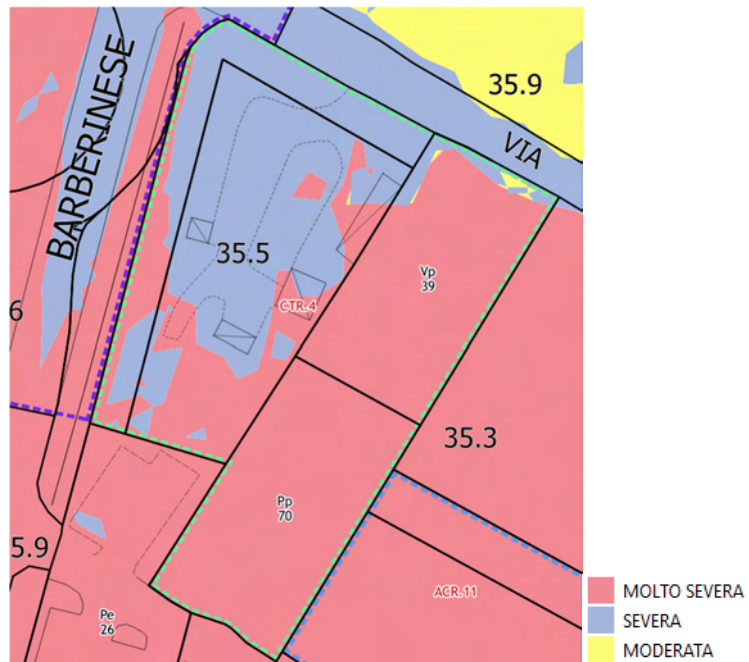 35.9
VIA
BARBERINESE
35.5
Vp
39
CTR.4
6
35.3
Pp
70
5.9
ACR.11
Pe
26
MOLTO SEVERA
SEVERA
MODERATA